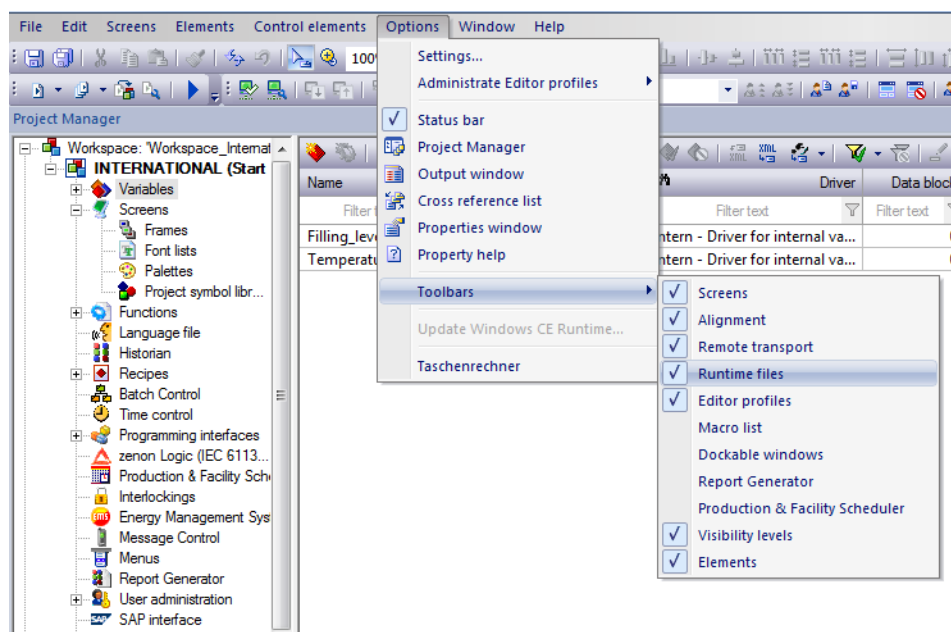 File Edit Screens Elements Control elements Options Window Help
100
Project Manager
Workspace: 'Workspace_Internat
INTERNATIONAL (Start
Variables
Screens
Frames
Font lists
Palettes
Project symbol libr...
Functions
Language file
Historian
Recipes
Batch Control
Time control
Programming interfaces
zenon Logic (IEC 6113...
Production & Facility Sch
Interlockings
Energy Management Sys
Message Control
Menus
Report Generator
User administration
SAP interface
Settings...
Administrate Editor profiles
Status bar
Project Manager
Output window
Cross reference list
Properties window
Property help
Toolbars
Update Windows CE Runtime...
Taschenrechner
XML XML
Name Driver Data bloc
Filter t Filter text Filter text
Filling_leve ntern - Driver for internal va...
Temperatu ntern - Driver for internal va...
Screens
Alignment
Remote transport
Runtime files
Editor profiles
Macro list
Dockable windows
Report Generator
Production & Facility Scheduler
Visibility levels
Elements